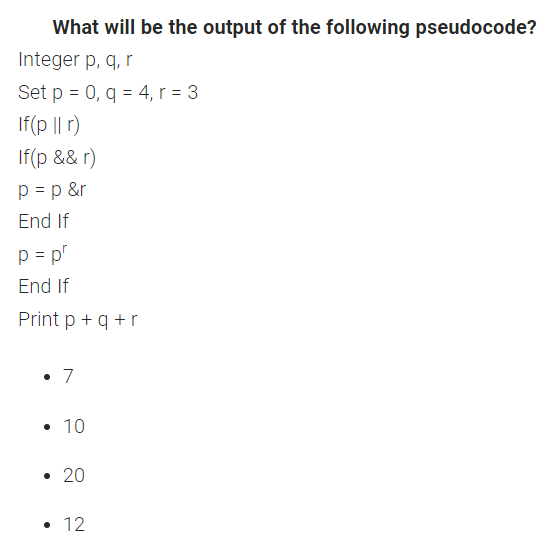 What will be the output of the following pseudocode?
Integer p, q, r
Set p = 0, q = 4, r = 3
If(p || r)
If(p && r)
p = p &r
End If
p = pʳ
End If
Print p + q + r
• 7
• 10
• 20
• 12